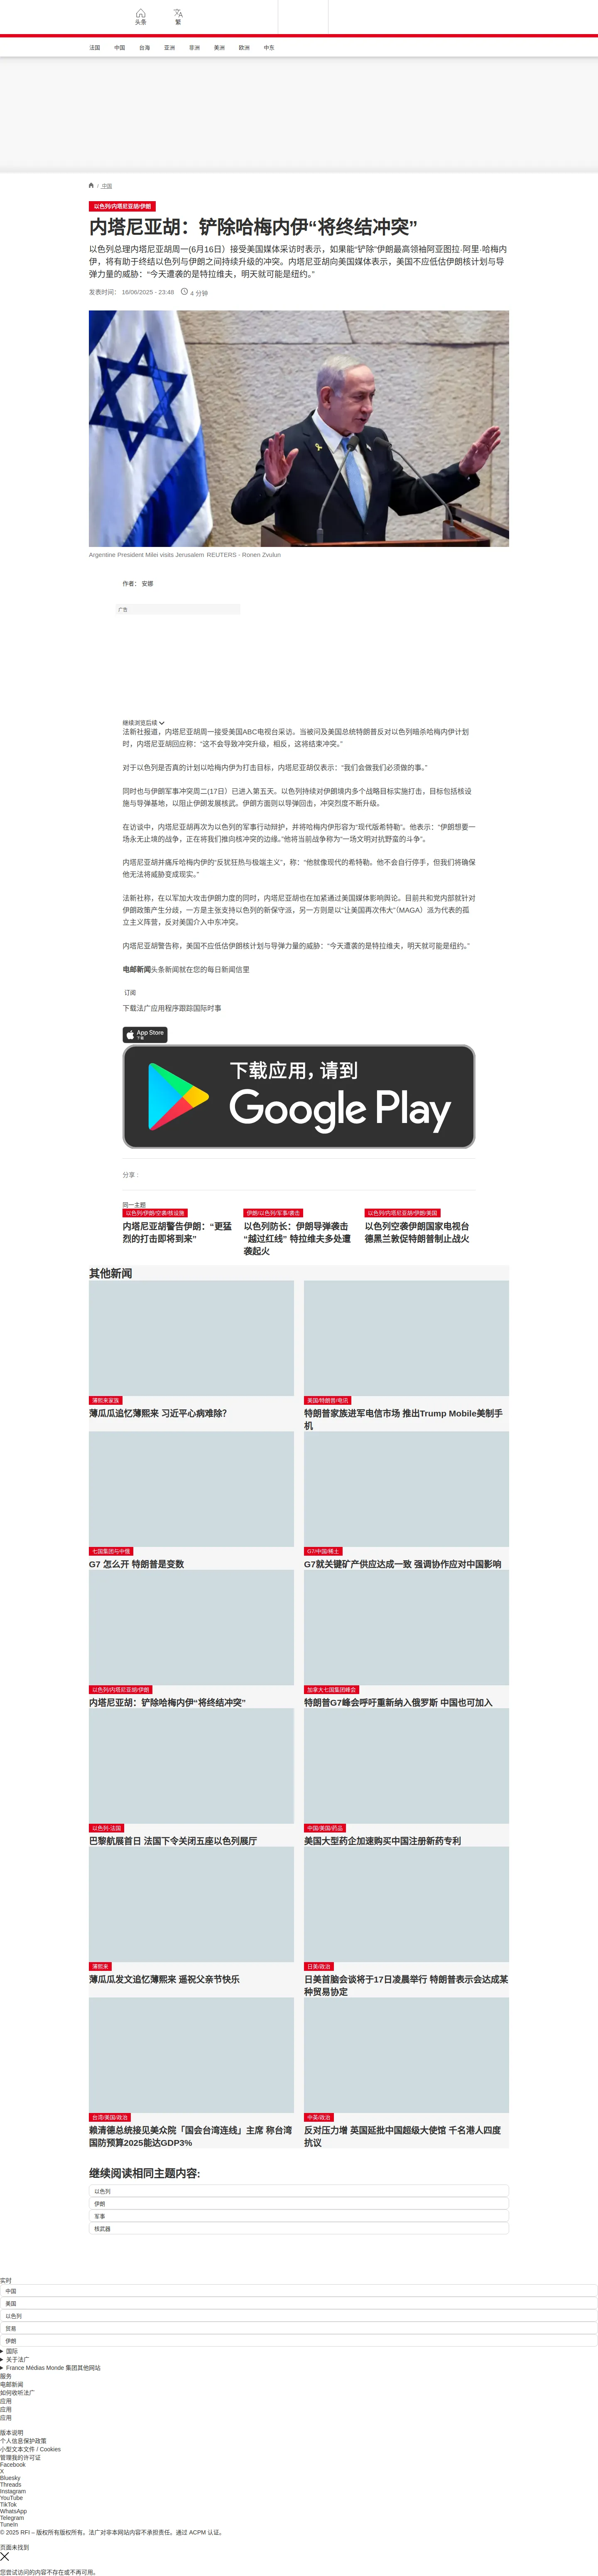 头条
繁
法国
中国
台海
亚洲
非洲
美洲
欧洲
中东
/ 中国
以色列/内塔尼亚胡/伊朗
内塔尼亚胡：铲除哈梅内伊“将终结冲突”
以色列总理内塔尼亚胡周一(6月16日）接受美国媒体采访时表示，如果能“铲除”伊朗最高领袖阿亚图拉·阿里·哈梅内
伊，将有助于终结以色列与伊朗之间持续升级的冲突。内塔尼亚胡向美国媒体表示，美国不应低估伊朗核计划与导
弹力量的威胁：“今天遭袭的是特拉维夫，明天就可能是纽约。”
发表时间： 16/06/2025 - 23:48
4 分钟
Argentine President Milei visits Jerusalem REUTERS - Ronen Zvulun
作者： 安娜
广告
继续浏览后续
法新社报道，内塔尼亚胡周一接受美国ABC电视台采访。当被问及美国总统特朗普反对以色列暗杀哈梅内伊计划
时，内塔尼亚胡回应称：“这不会导致冲突升级，相反，这将结束冲突。”
对于以色列是否真的计划以哈梅内伊为打击目标，内塔尼亚胡仅表示：“我们会做我们必须做的事。”
同时也与伊朗军事冲突周二(17日）已进入第五天。以色列持续对伊朗境内多个战略目标实施打击，目标包括核设
施与导弹基地，以阻止伊朗发展核武。伊朗方面则以导弹回击，冲突烈度不断升级。
在访谈中，内塔尼亚胡再次为以色列的军事行动辩护，并将哈梅内伊形容为“现代版希特勒”。他表示：“伊朗想要一
场永无止境的战争，正在将我们推向核冲突的边缘。”他将当前战争称为“一场文明对抗野蛮的斗争”。
内塔尼亚胡并痛斥哈梅内伊的“反犹狂热与极端主义”，称：“他就像现代的希特勒。他不会自行停手，但我们将确保
他无法将威胁变成现实。”
法新社称，在以军加大攻击伊朗力度的同时，内塔尼亚胡也在加紧通过美国媒体影响舆论。目前共和党内部就针对
伊朗政策产生分歧，一方是主张支持以色列的新保守派，另一方则是以“让美国再次伟大”（MAGA）派为代表的孤
立主义阵营，反对美国介入中东冲突。
内塔尼亚胡警告称，美国不应低估伊朗核计划与导弹力量的威胁：“今天遭袭的是特拉维夫，明天就可能是纽约。”
电邮新闻头条新闻就在您的每日新闻信里
订阅
下载法广应用程序跟踪国际时事
App Store
下载
下载应用，请到
Google Play
分享 :
同一主题
以色列/伊朗/空袭/核设施
内塔尼亚胡警告伊朗：“更猛
烈的打击即将到来”
伊朗/以色列/军事/袭击
以色列防长：伊朗导弹袭击
“越过红线” 特拉维夫多处遭
袭起火
以色列/内塔尼亚胡/伊朗/美国
以色列空袭伊朗国家电视台
德黑兰敦促特朗普制止战火
其他新闻
薄熙来家族
薄瓜瓜追忆薄熙来 习近平心病难除？
美国/特朗普/电讯
特朗普家族进军电信市场 推出Trump Mobile美制手
机
七国集团与中俄
G7 怎么开 特朗普是变数
G7/中国/稀土
G7就关键矿产供应达成一致 强调协作应对中国影响
以色列/内塔尼亚胡/伊朗
内塔尼亚胡：铲除哈梅内伊“将终结冲突”
加拿大七国集团峰会
特朗普G7峰会呼吁重新纳入俄罗斯 中国也可加入
以色列-法国
巴黎航展首日 法国下令关闭五座以色列展厅
中国/美国/药品
美国大型药企加速购买中国注册新药专利
薄熙来
薄瓜瓜发文追忆薄熙来 遥祝父亲节快乐
日美/政治
日美首脑会谈将于17日凌晨举行 特朗普表示会达成某
种贸易协定
台湾/美国/政治
赖清德总统接见美众院「国会台湾连线」主席 称台湾
国防预算2025能达GDP3%
中英/政治
反对压力增 英国延批中国超级大使馆 千名港人四度
抗议
继续阅读相同主题内容:
以色列
伊朗
军事
核武器
实时
中国
美国
以色列
贸易
伊朗
国际
关于法广
France Médias Monde 集团其他网站
服务
电邮新闻
如何收听法广
应用
应用
应用
版本说明
个人信息保护政策
小型文本文件 / Cookies
管理我的许可证
Facebook
X
Bluesky
Threads
Instagram
YouTube
TikTok
WhatsApp
Telegram
TuneIn
© 2025 RFI – 版权所有版权所有。法广对非本网站内容不承担责任。通过 ACPM 认证。
页面未找到
您尝试访问的内容不存在或不再可用。